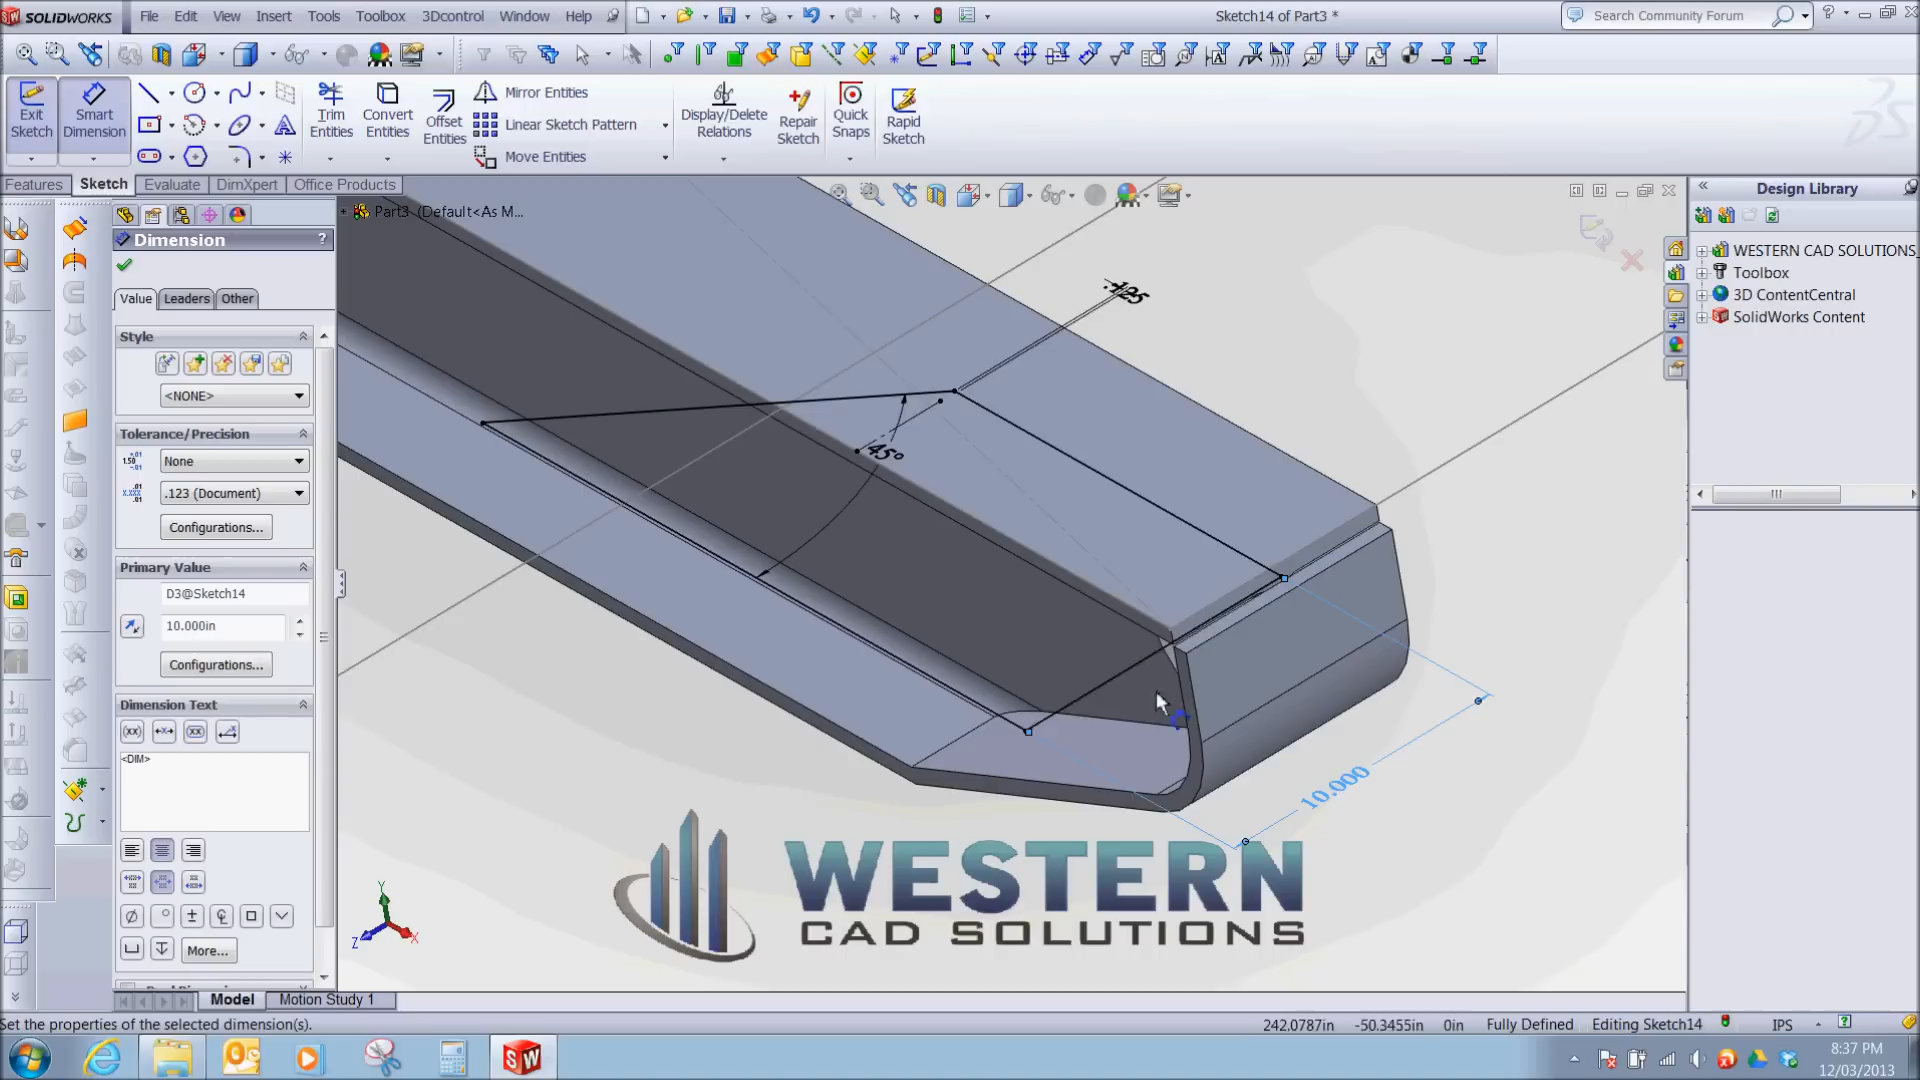 SOLIDWORKS File Edit View Insert Tools Toolbox 3Dcontrol Window Help Sketch14 of Part3 * Search Community Forum
Exit Sketch
Smart Dimension
Trim Entities
Convert Entities
Offset Entities
Mirror Entities
Linear Sketch Pattern
Move Entities
Display/Delete Relations
Repair Sketch
Quick Snaps
Rapid Sketch
Features Sketch Evaluate DimXpert Office Products
Dimension ?
Value Leaders Other
Style
<NONE>
Tolerance/Precision
None
.123 (Document)
Configurations...
Primary Value
D3@Sketch14
10.000in
Configurations...
Dimension Text
<DIM>
More...
Part3 (Default<As M...
.125
45°
10.000
Y
Z
X
WESTERN
CAD SOLUTIONS
Design Library
WESTERN CAD SOLUTIONS
Toolbox
3D ContentCentral
SolidWorks Content
Model Motion Study 1
Set the properties of the selected dimension(s). 242.0787in -50.3455in 0in Fully Defined Editing Sketch14 IPS
8:37 PM
12/03/2013